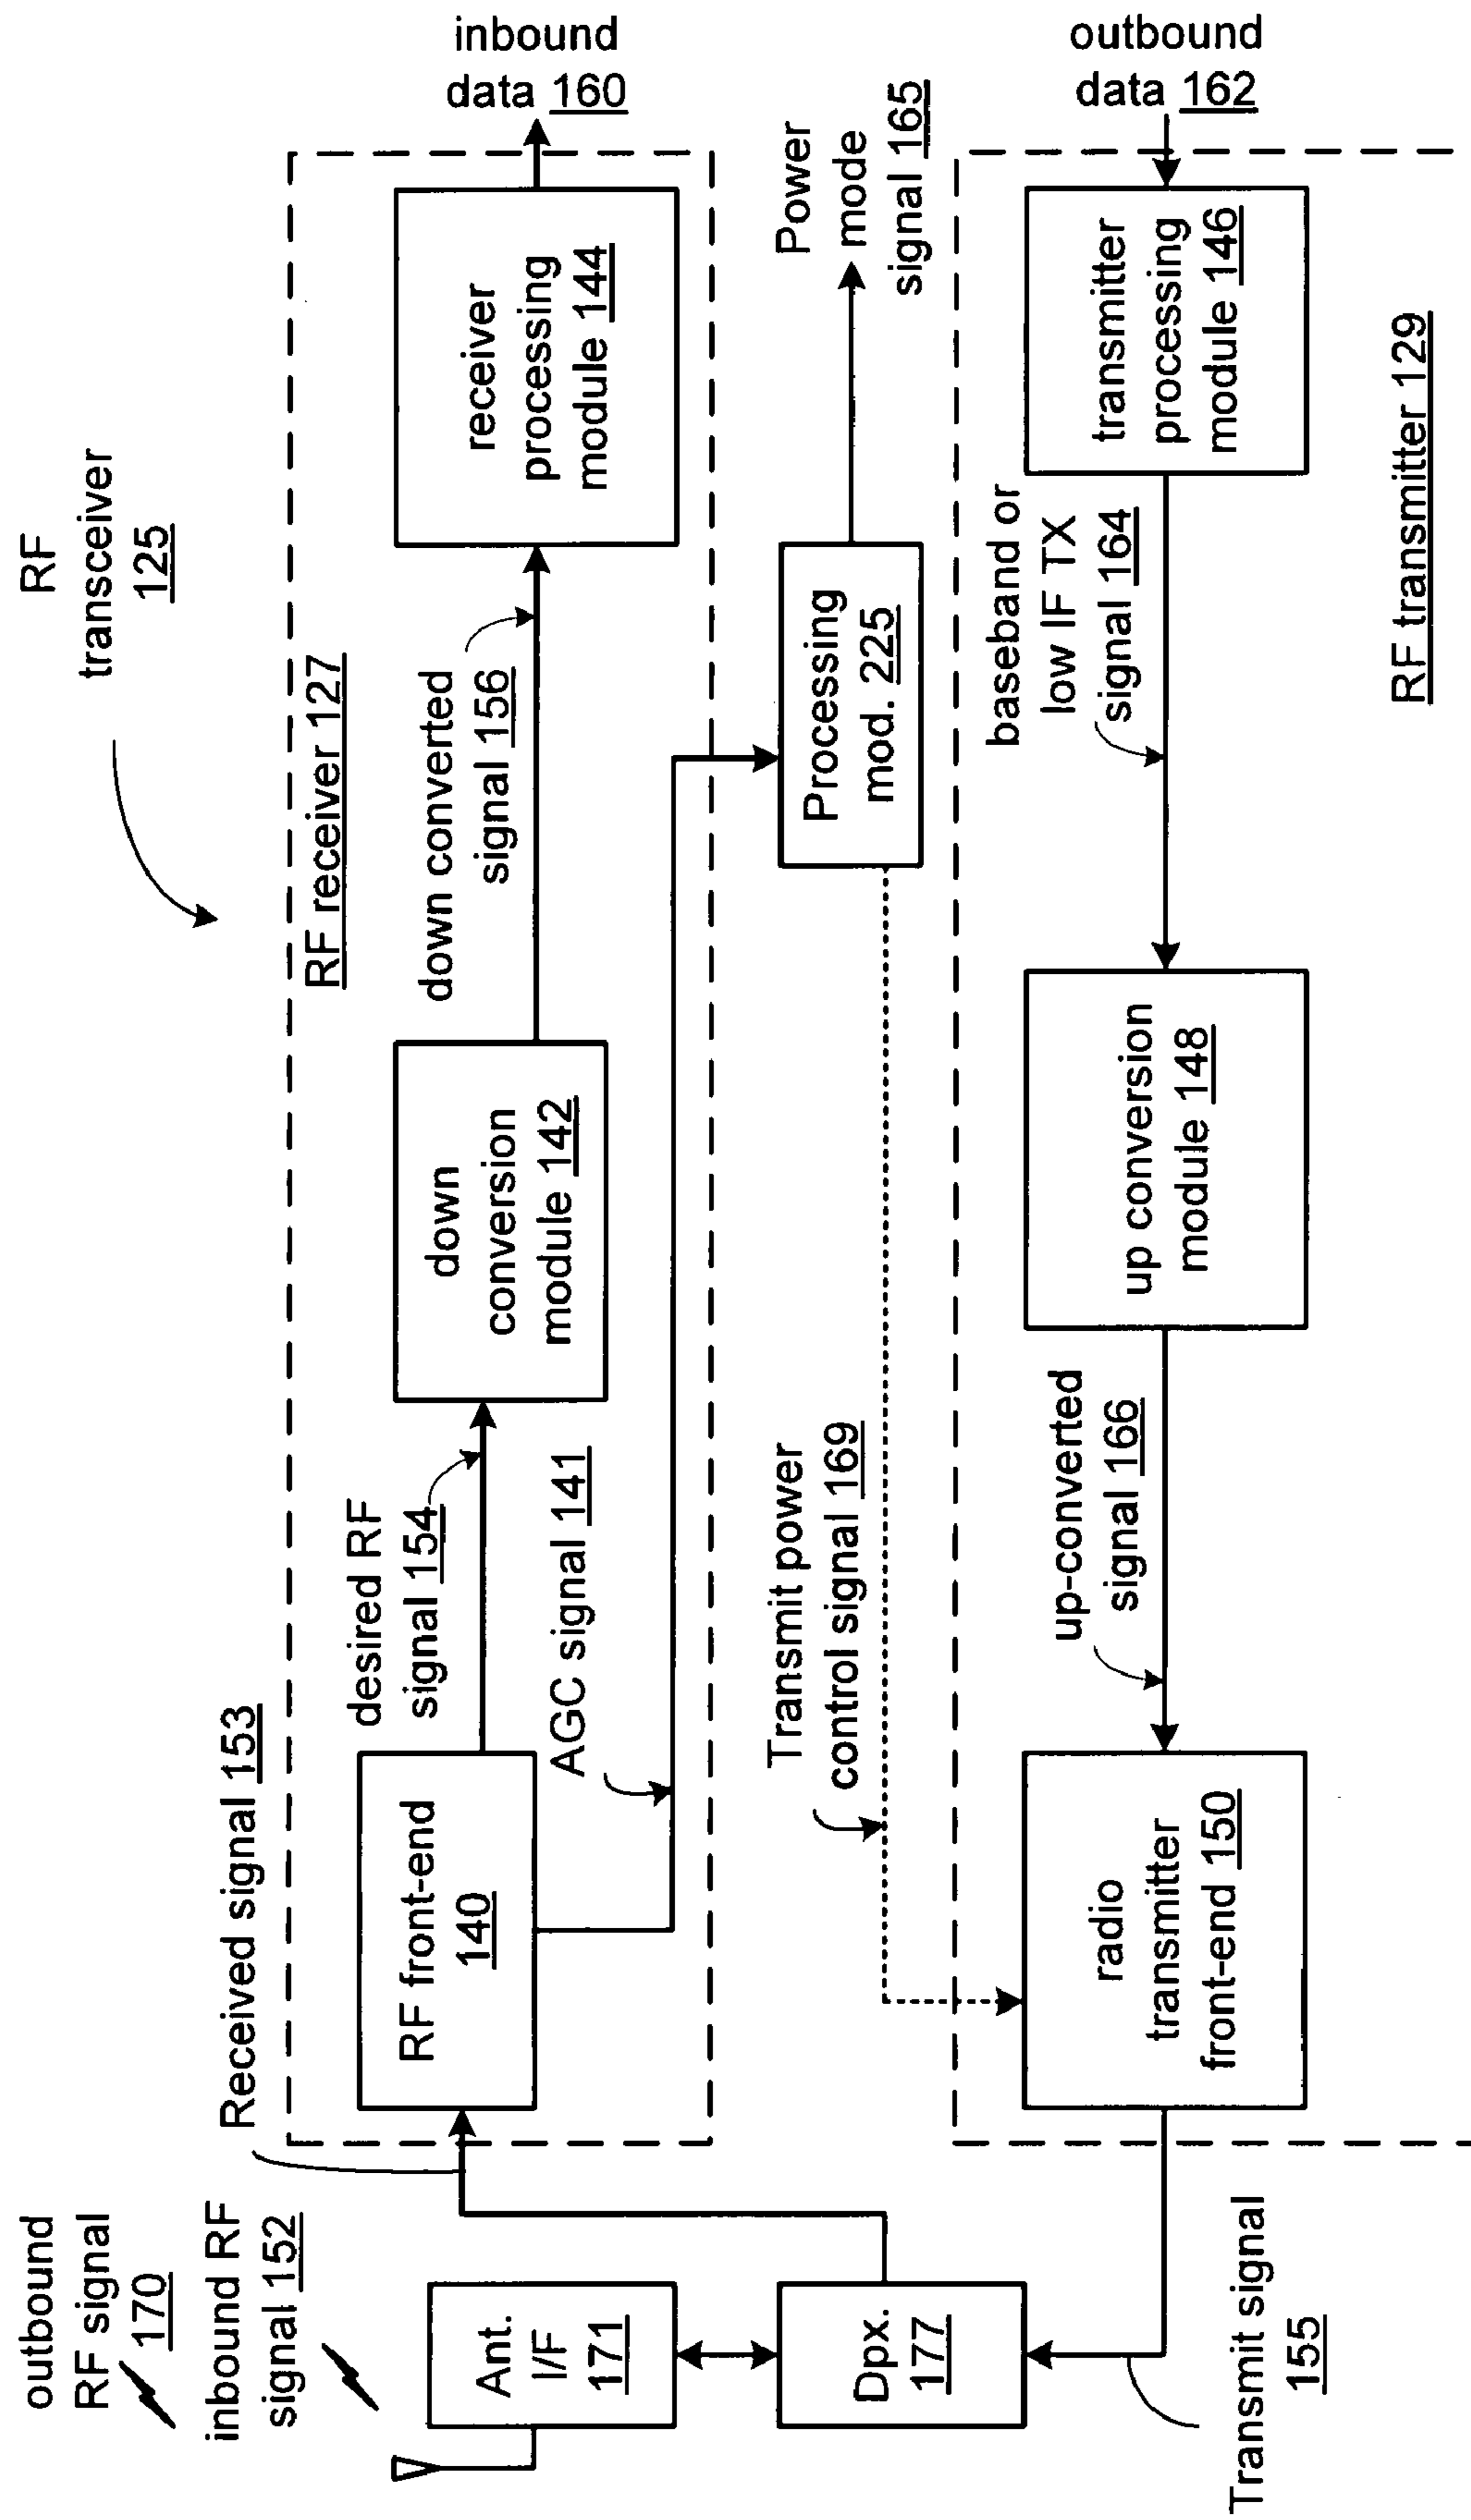 RF
transceiver
125
outbound
RF signal
170
inbound RF
signal 152
Received signal 153
RF receiver 127
Ant.
I/F
171
Dpx.
177
RF front-end
140
desired RF
signal 154
AGC signal 141
down
conversion
module 142
down converted
signal 156
receiver
processing
module 144
inbound
data 160
Transmit power
control signal 169
Processing
mod. 225
Power
mode
signal 165
Transmit signal
155
radio
transmitter
front-end 150
up-converted
signal 166
up conversion
module 148
baseband or
low IF TX
signal 164
transmitter
processing
module 146
outbound
data 162
RF transmitter 129